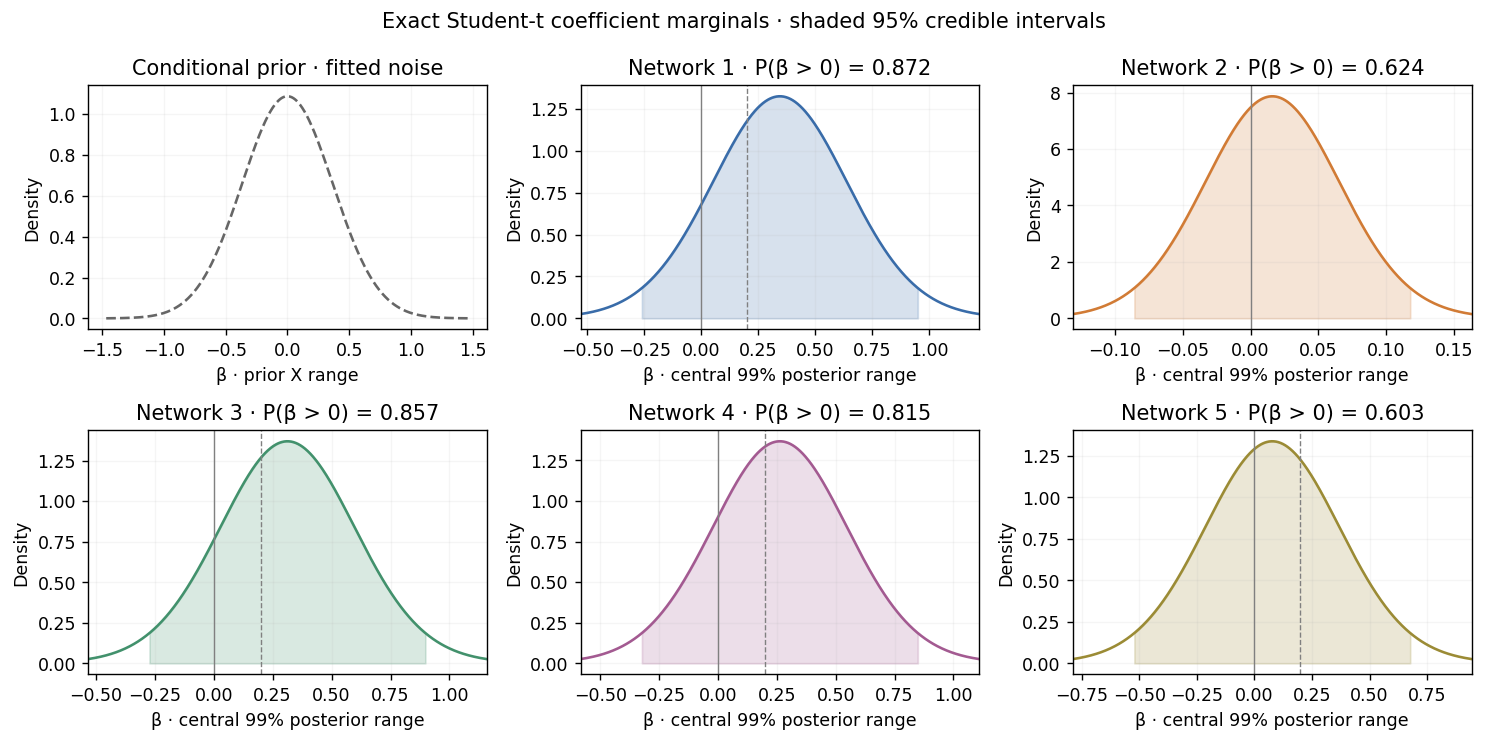 Exact Student-t coefficient marginals · shaded 95% credible intervals
Conditional prior · fitted noise
Density
1.0
0.8
0.6
0.4
0.2
0.0
−1.5 −1.0 −0.5 0.0 0.5 1.0 1.5
β · prior X range
Network 1 · P(β > 0) = 0.872
Density
1.25
1.00
0.75
0.50
0.25
0.00
−0.50 −0.25 0.00 0.25 0.50 0.75 1.00
β · central 99% posterior range
Network 2 · P(β > 0) = 0.624
Density
8
6
4
2
0
−0.10 −0.05 0.00 0.05 0.10 0.15
β · central 99% posterior range
Network 3 · P(β > 0) = 0.857
Density
1.25
1.00
0.75
0.50
0.25
0.00
−0.50 −0.25 0.00 0.25 0.50 0.75 1.00
β · central 99% posterior range
Network 4 · P(β > 0) = 0.815
Density
1.25
1.00
0.75
0.50
0.25
0.00
−0.50 −0.25 0.00 0.25 0.50 0.75 1.00
β · central 99% posterior range
Network 5 · P(β > 0) = 0.603
Density
1.25
1.00
0.75
0.50
0.25
0.00
−0.75 −0.50 −0.25 0.00 0.25 0.50 0.75
β · central 99% posterior range